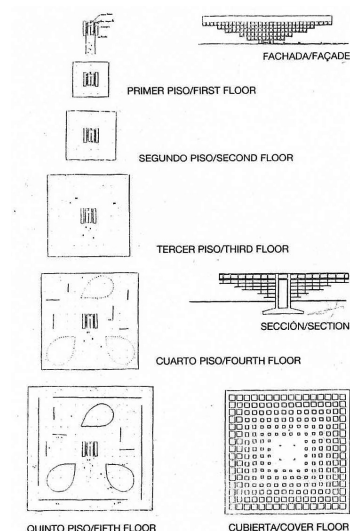 FACHADA/FAÇADE
PRIMER PISO/FIRST FLOOR
SEGUNDO PISO/SECOND FLOOR
TERCER PISO/THIRD FLOOR
SECCIÓN/SECTION
CUARTO PISO/FOURTH FLOOR
QUINTO PISO/FIFTH FLOOR
CUBIERTA/COVER FLOOR